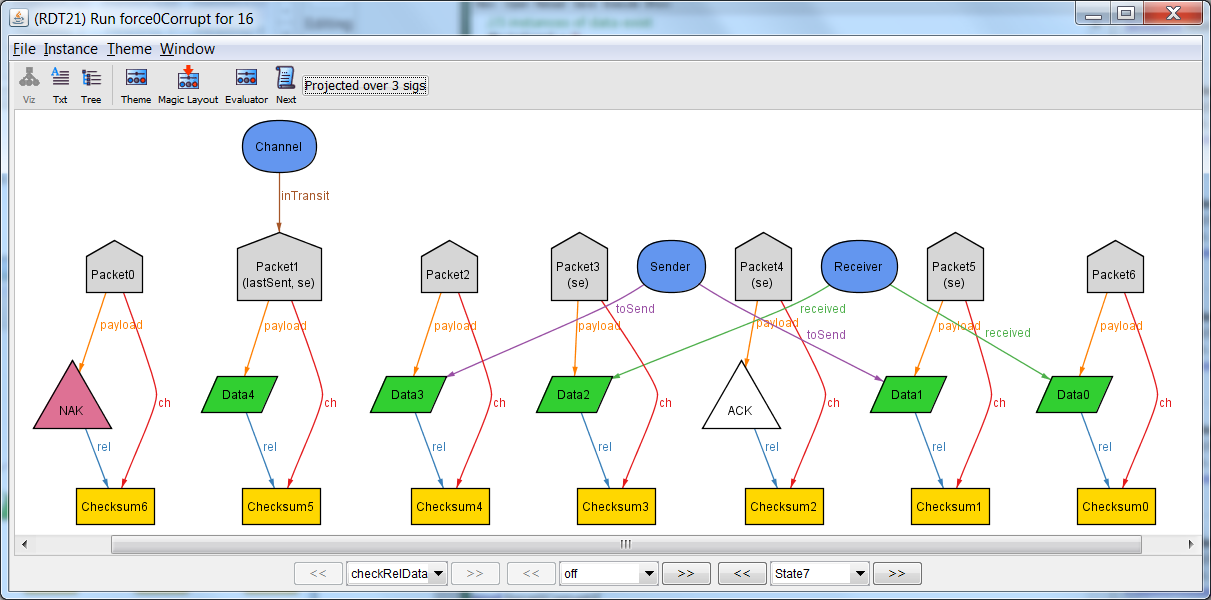 (RDT21) Run force0Corrupt for 16
File Instance Theme Window
Viz Txt Tree Theme Magic Layout Evaluator Next Projected over 3 sigs
Channel
inTransit
Packet0 Packet1 (lastSent, se) Packet2 Packet3 (se) Sender Packet4 (se) Receiver Packet5 (se) Packet6
toSend received
payload payload payload payload payload payload payload
toSend received
NAK Data4 Data3 Data2 ACK Data1 Data0
ch ch ch ch ch ch ch
rel rel rel rel rel rel rel
Checksum6 Checksum5 Checksum4 Checksum3 Checksum2 Checksum1 Checksum0
<< checkRelData >> << off >> << State7 >>